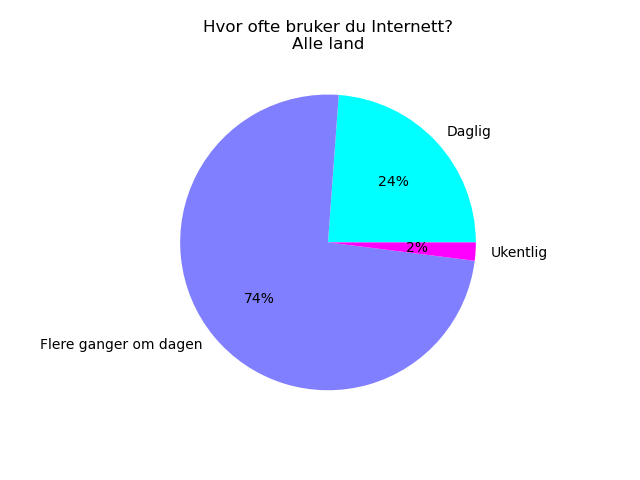 Hvor ofte bruker du Internett?
Alle land
Daglig
24%
2%
Ukentlig
74%
Flere ganger om dagen